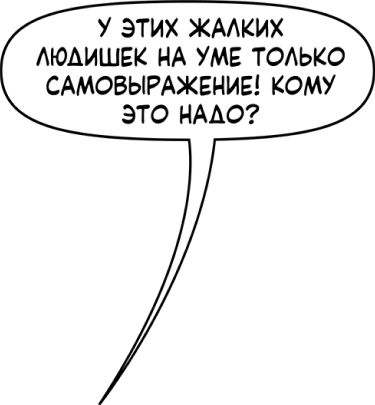 У ЭТИХ ЖАЛКИХ
ЛЮДИШЕК НА УМЕ ТОЛЬКО
САМОВЫРАЖЕНИЕ! КОМУ
ЭТО НАДО?